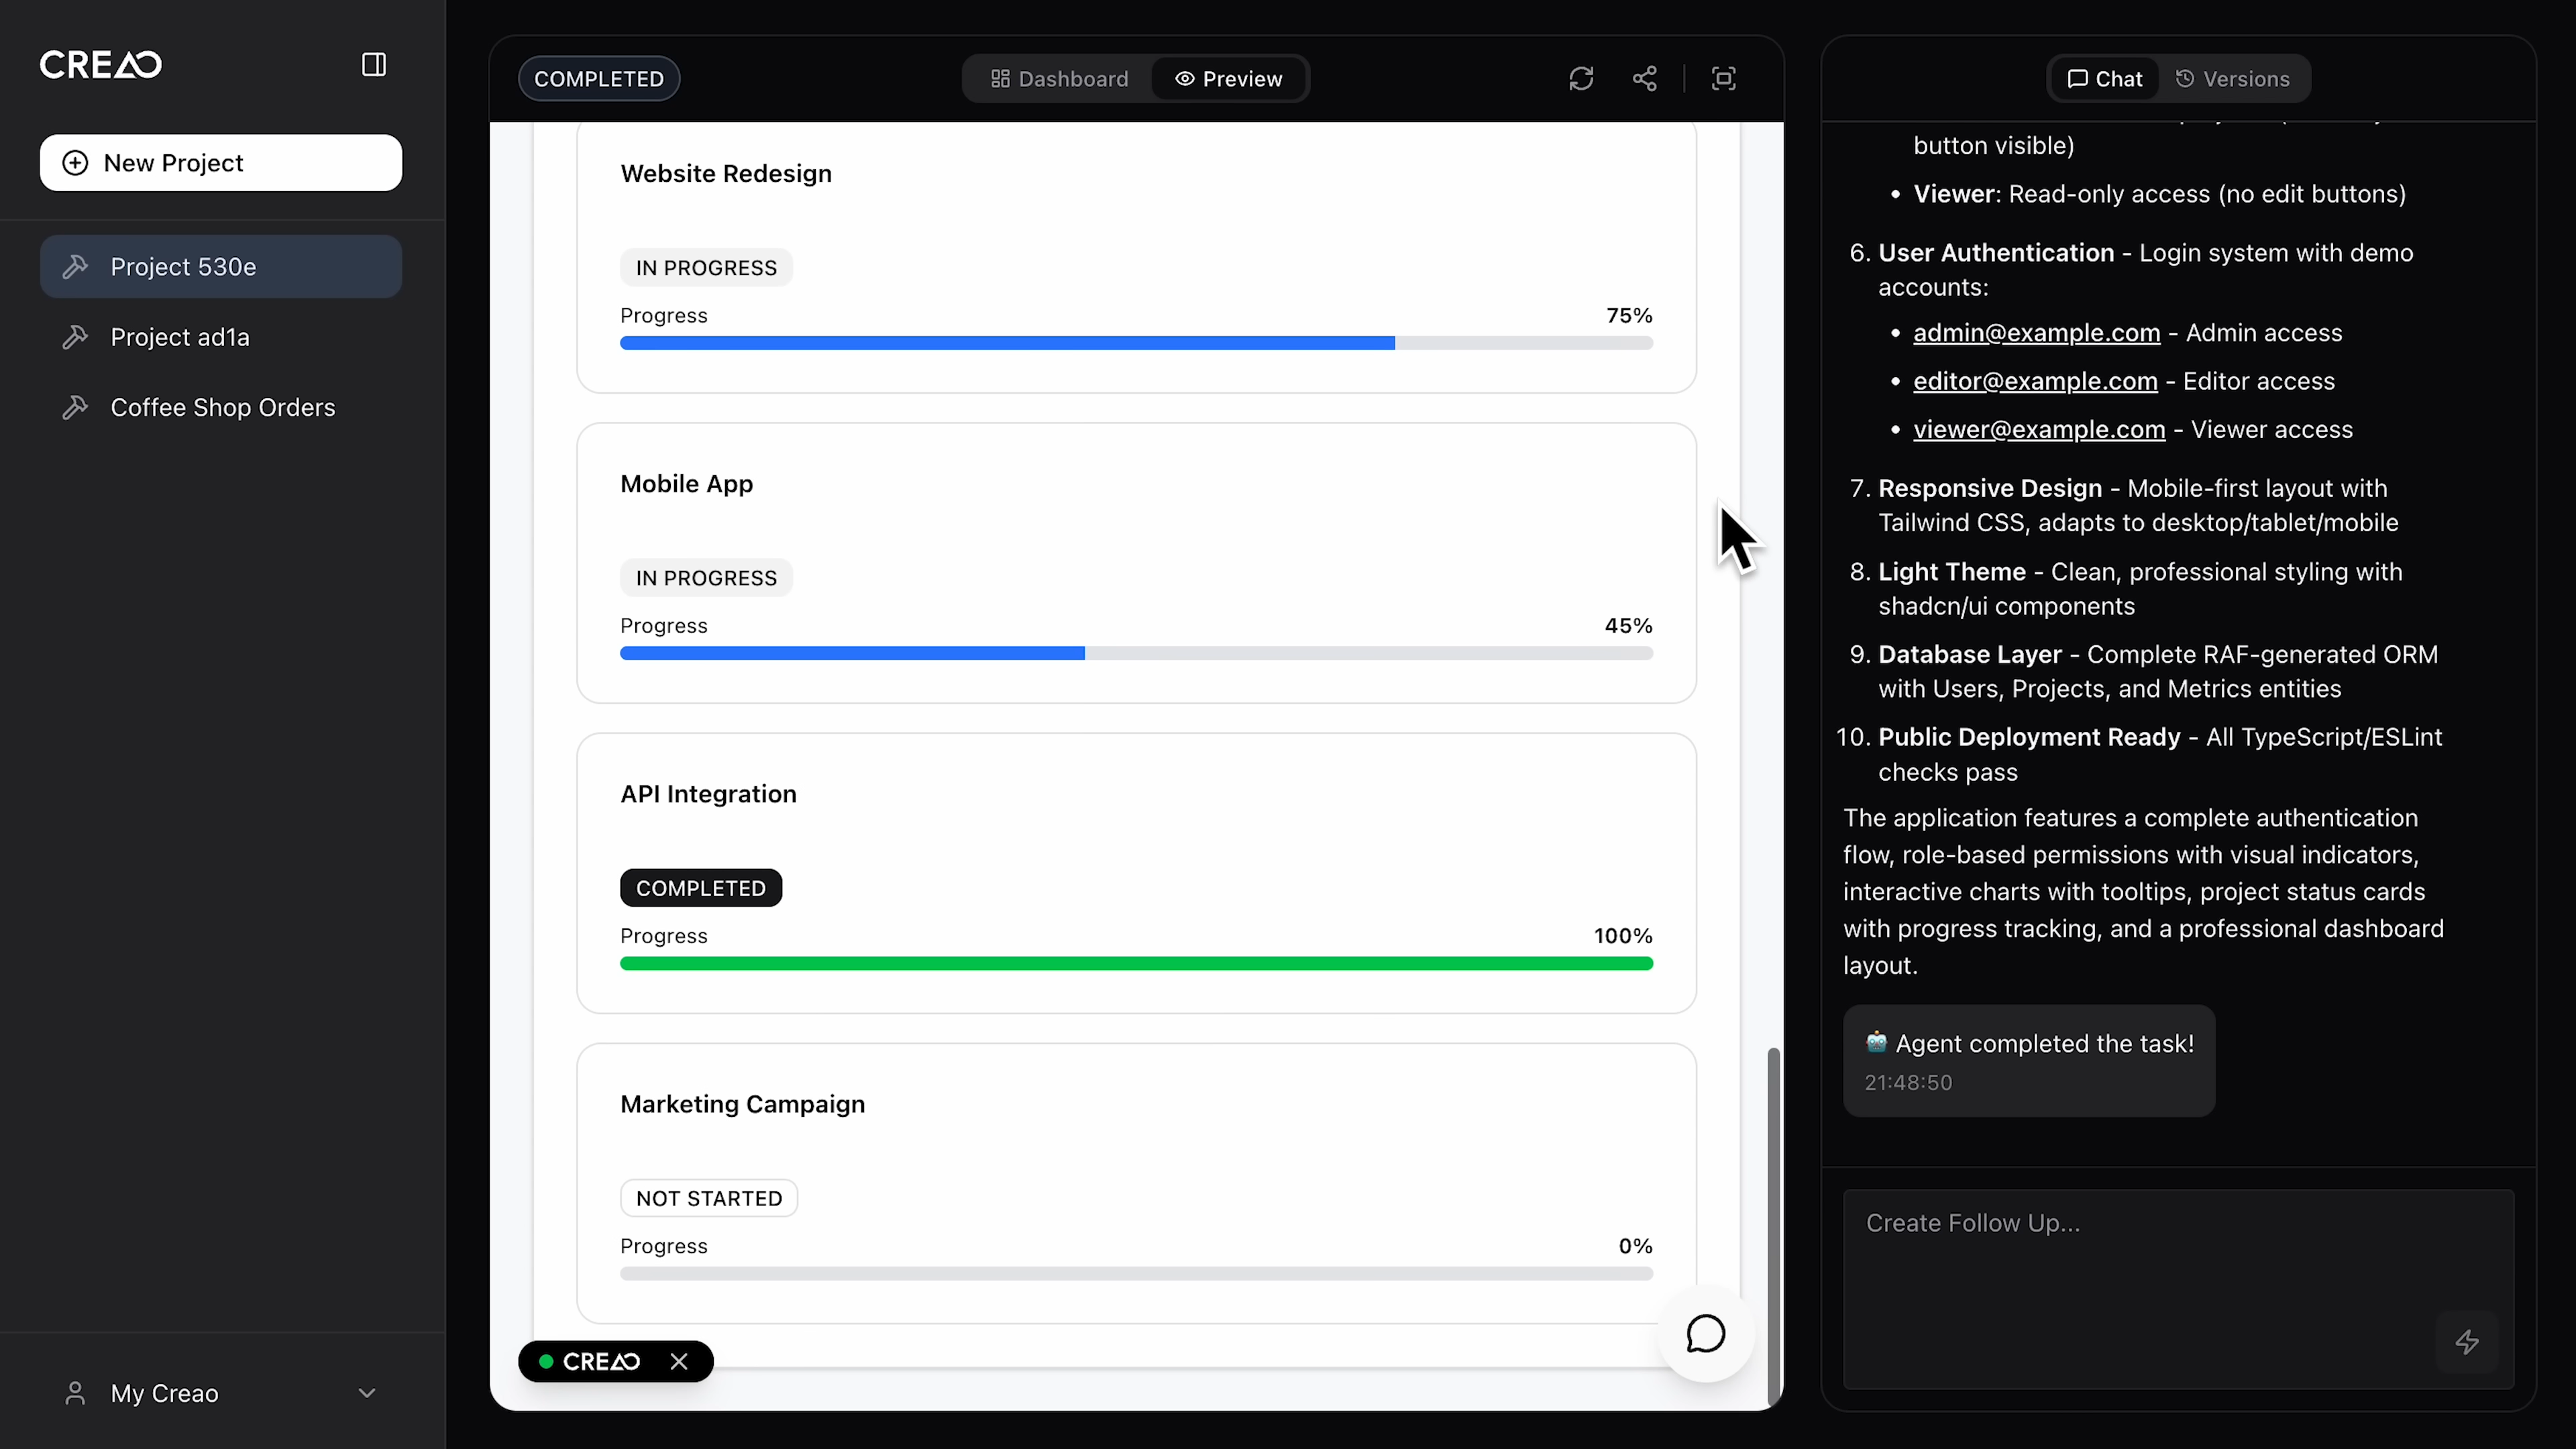 CREAO
New Project
Project 530e
Project ad1a
Coffee Shop Orders
My Creao
COMPLETED
Dashboard
Preview
Website Redesign
IN PROGRESS
Progress
75%
Mobile App
IN PROGRESS
Progress
45%
API Integration
COMPLETED
Progress
100%
Marketing Campaign
NOT STARTED
Progress
0%
CREAO
Chat
Versions
button visible)
• Viewer: Read-only access (no edit buttons)
6. User Authentication - Login system with demo
accounts:
• admin@example.com - Admin access
• editor@example.com - Editor access
• viewer@example.com - Viewer access
7. Responsive Design - Mobile-first layout with
Tailwind CSS, adapts to desktop/tablet/mobile
8. Light Theme - Clean, professional styling with
shadcn/ui components
9. Database Layer - Complete RAF-generated ORM
with Users, Projects, and Metrics entities
10. Public Deployment Ready - All TypeScript/ESLint
checks pass
The application features a complete authentication
flow, role-based permissions with visual indicators,
interactive charts with tooltips, project status cards
with progress tracking, and a professional dashboard
layout.
🤖 Agent completed the task!
21:48:50
Create Follow Up...